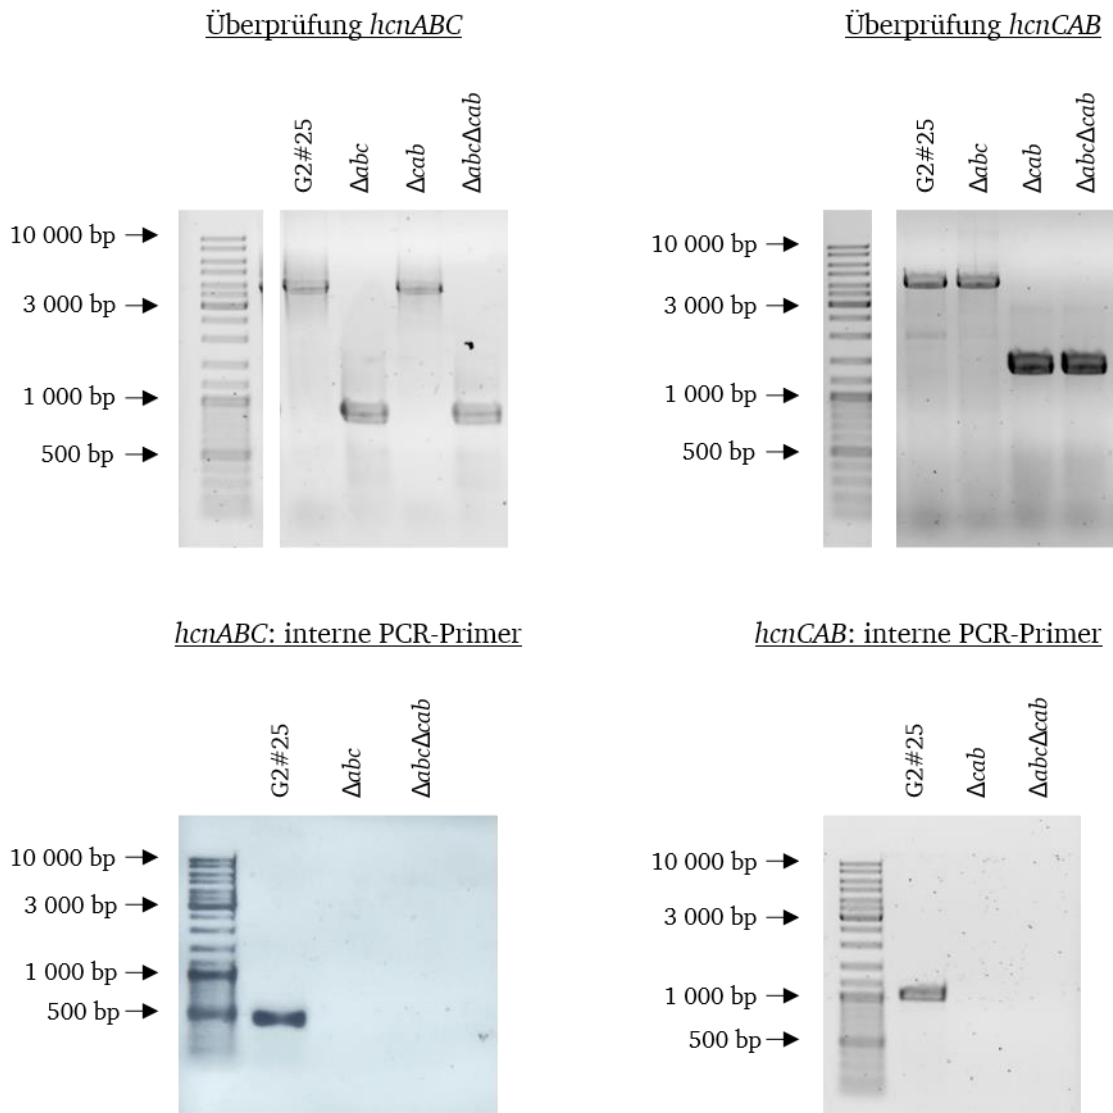 Überprüfung hcnABC
G2#25
Δabc
Δcab
ΔabcΔcab
10 000 bp
3 000 bp
1 000 bp
500 bp
Überprüfung hcnCAB
G2#25
Δabc
Δcab
ΔabcΔcab
10 000 bp
3 000 bp
1 000 bp
500 bp
hcnABC: interne PCR-Primer
G2#25
Δabc
ΔabcΔcab
10 000 bp
3 000 bp
1 000 bp
500 bp
hcnCAB: interne PCR-Primer
G2#25
Δcab
ΔabcΔcab
10 000 bp
3 000 bp
1 000 bp
500 bp